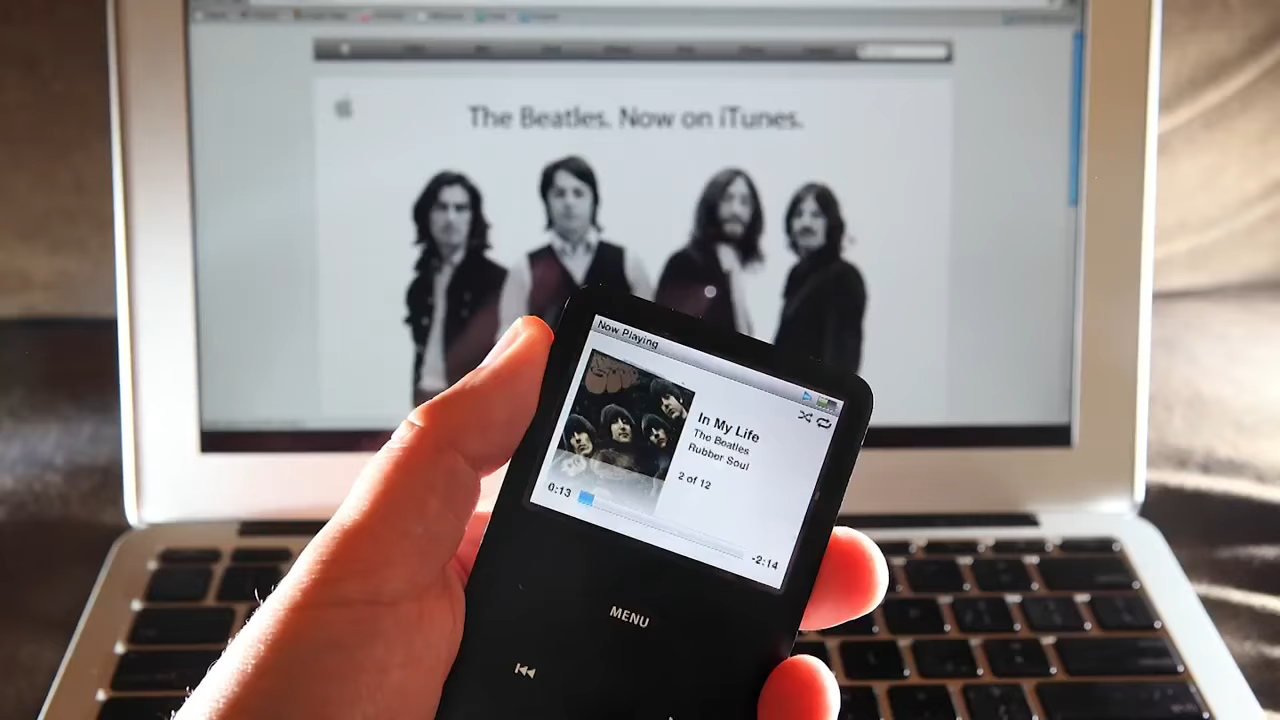 The Beatles. Now on iTunes.
Now Playing
In My Life
The Beatles
Rubber Soul
2 of 12
0:13
-2:14
MENU